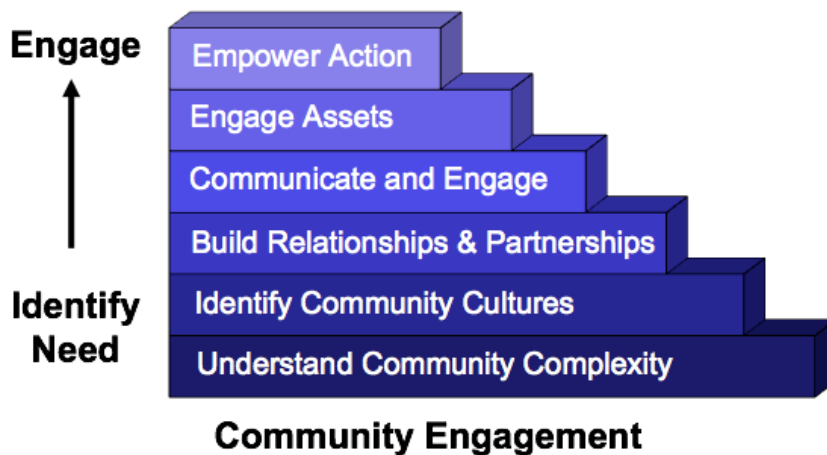 Engage
Empower Action
Engage Assets
Communicate and Engage
Build Relationships & Partnerships
Identify
Need
Identify Community Cultures
Understand Community Complexity
Community Engagement